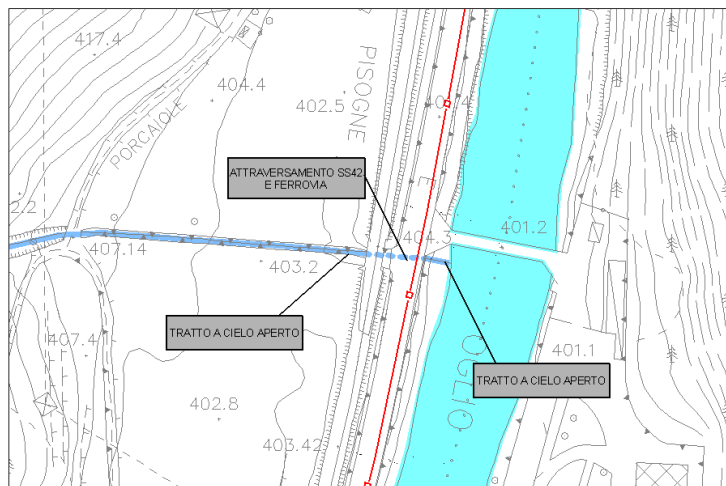 417.4
404.4
402.5
PISOGNE
PORCAIOLE
ATTRAVERSAMENTO SS42
E FERROVIA
2.2
407.14
403.2
404.3
401.2
TRATTO A CIELO APERTO
407.4
OGLIO
401.1
TRATTO A CIELO APERTO
402.8
403.42